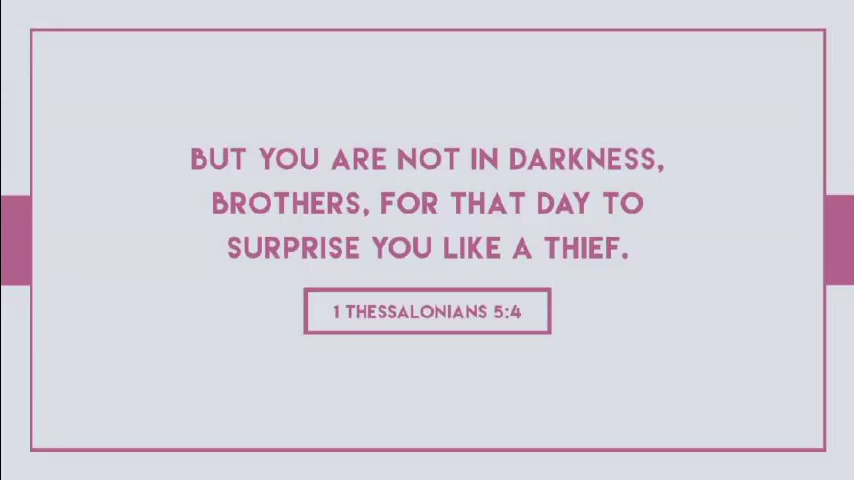 BUT YOU ARE NOT IN DARKNESS,
BROTHERS, FOR THAT DAY TO
SURPRISE YOU LIKE A THIEF.
1 THESSALONIANS 5:4